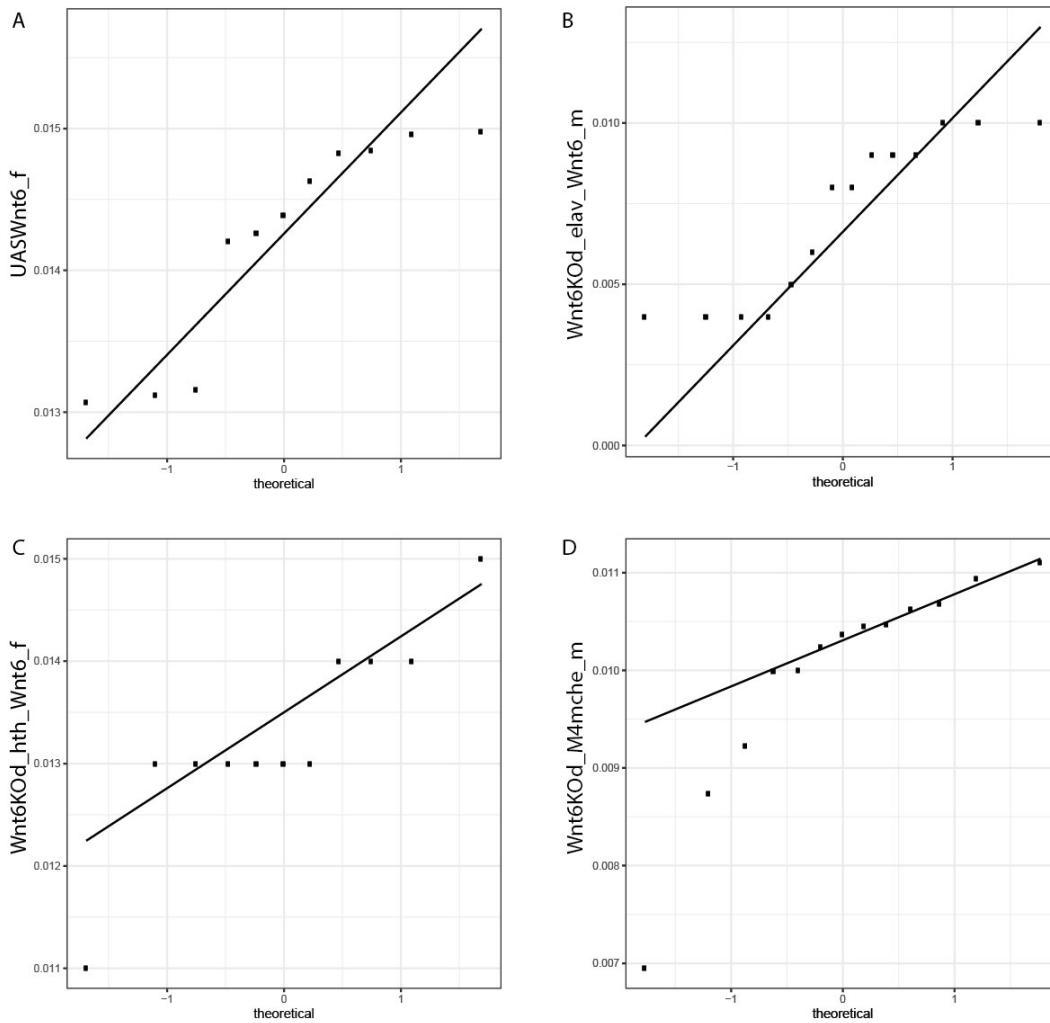 A
UASWnt6_f
0.015
0.014
0.013
−1
0
1
theoretical
B
Wnt6KOd_elav_Wnt6_m
0.010
0.005
0.000
−1
0
1
theoretical
C
Wnt6KOd_hth_Wnt6_f
0.015
0.014
0.013
0.012
0.011
−1
0
1
theoretical
D
Wnt6KOd_M4mche_m
0.011
0.010
0.009
0.008
0.007
−1
0
1
theoretical